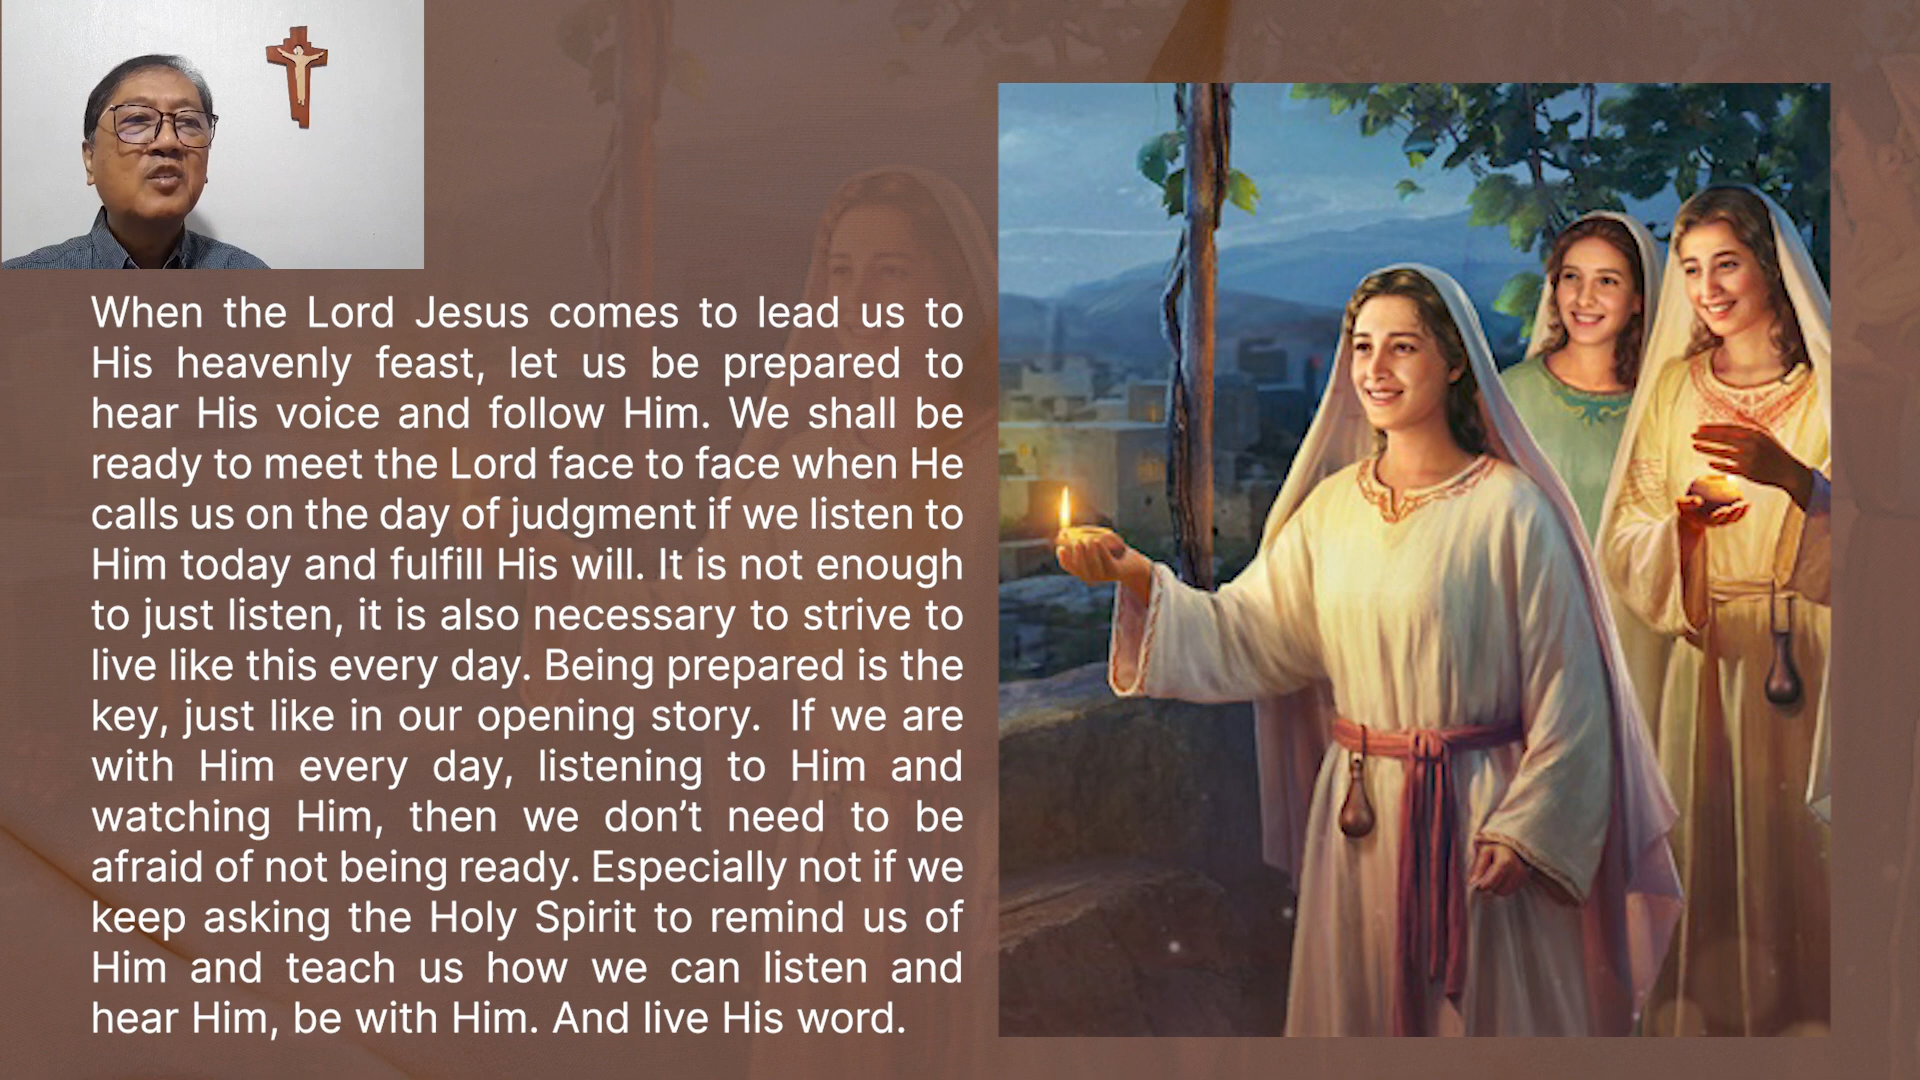 When the Lord Jesus comes to lead us to
His heavenly feast, let us be prepared to
hear His voice and follow Him. We shall be
ready to meet the Lord face to face when He
calls us on the day of judgment if we listen to
Him today and fulfill His will. It is not enough
to just listen, it is also necessary to strive to
live like this every day. Being prepared is the
key, just like in our opening story.  If we are
with Him every day, listening to Him and
watching Him, then we don’t need to be
afraid of not being ready. Especially not if we
keep asking the Holy Spirit to remind us of
Him and teach us how we can listen and
hear Him, be with Him. And live His word.